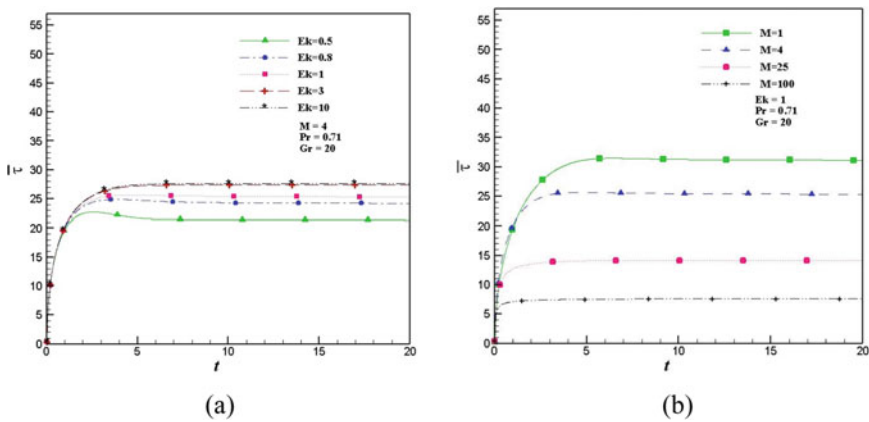 55
50
45
40
35
30
25
20
15
10
5
0
τ̅
Ek=0.5
Ek=0.8
Ek=1
Ek=3
Ek=10
M = 4
Pr = 0.71
Gr = 20
0 5 10 15 20
t
(a)
55
50
45
40
35
30
25
20
15
10
5
0
τ̅
M=1
M=4
M=25
M=100
Ek = 1
Pr = 0.71
Gr = 20
0 5 10 15 20
t
(b)